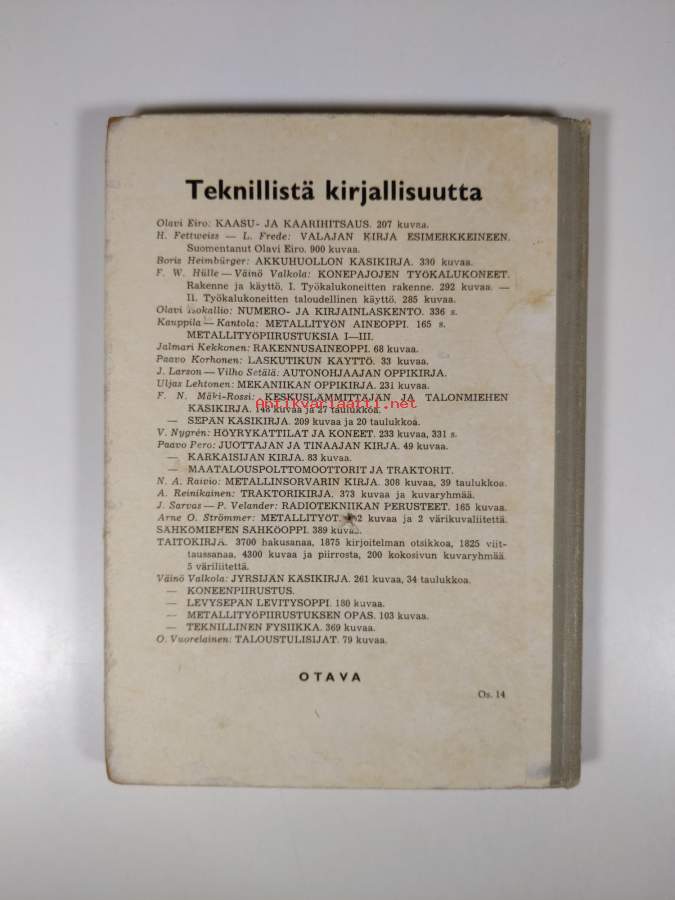 Teknillistä kirjallisuutta
Olavi Eiro: KAASU- JA KAARIHITSAUS. 207 kuvaa.
H. Fettweiss — L. Frede: VALAJAN KIRJA ESIMERKKEINEEN.
Suomentanut Olavi Eiro. 900 kuvaa.
Boris Heimbürger: AKKUHUOLLON KÄSIKIRJA. 330 kuvaa.
F. W. Hülle — Väinö Valkola: KONEPAJOJEN TYÖKALUKONEET.
Rakenne ja käyttö. I. Työkalukoneitten rakenne. 292 kuvaa. —
II. Työkalukoneitten taloudellinen käyttö. 285 kuvaa.
Olavi Isokallio: NUMERO- JA KIRJAINLASKENTO. 336 s.
Kauppila — Kantola: METALLITYÖN AINEOPPI. 165 s.
METALLITYÖPIIRUSTUKSIA I—III.
Jalmari Kekkonen: RAKENNUSAINEOPPI. 68 kuvaa.
Paavo Korhonen: LASKUTIKUN KÄYTTÖ. 33 kuvaa.
J. Larson — Vilho Setälä: AUTONOHJAAJAN OPPIKIRJA.
Uljas Lehtonen: MEKANIIKAN OPPIKIRJA. 231 kuvaa.
F. N. Mäki-Rossi: KESKUSLÄMMITTÄJÄN JA TALONMIEHEN
Antikvariaatti.net
KÄSIKIRJA. 148 kuvaa ja 27 taulukkoa.
— SEPÄN KÄSIKIRJA. 209 kuvaa ja 20 taulukkoa.
V. Nygrén: HÖYRYKATTILAT JA KONEET. 233 kuvaa, 331 s.
Paavo Pero: JUOTTAJAN JA TINAAJAN KIRJA. 49 kuvaa.
— KARKAISIJAN KIRJA. 83 kuvaa.
— MAATALOUSPOLTTOMOOTTORIT JA TRAKTORIT.
N. A. Raivio: METALLINSORVARIN KIRJA. 308 kuvaa, 39 taulukkoa.
A. Reinikainen: TRAKTORIKIRJA. 373 kuvaa ja kuvaryhmää.
J. Sarvas — P. Velander: RADIOTEKNIIKAN PERUSTEET. 165 kuvaa.
Arne O. Strömmer: METALLITYÖT. kuvaa ja 2 värikuvaliitettä.
SÄHKÖMIEHEN SÄHKÖOPPI. 389 kuvaa.
TAITOKIRJA. 3700 hakusanaa, 1875 kirjoitelman otsikkoa, 1825 viit-
taussanaa, 4300 kuvaa ja piirrosta, 200 kokosivun kuvaryhmää
5 väriliitettä.
Väinö Valkola: JYRSIJÄN KÄSIKIRJA. 261 kuvaa, 34 taulukkoa.
— KONEENPIIRUSTUS.
— LEVYSEPÄN LEVITYSOPPI. 180 kuvaa.
— METALLITYÖPIIRUSTUKSEN OPAS. 103 kuvaa.
— TEKNILLINEN FYSIIKKA. 369 kuvaa.
O. Vuorelainen: TALOUSTULISIJAT. 79 kuvaa.
OTAVA
Os. 14